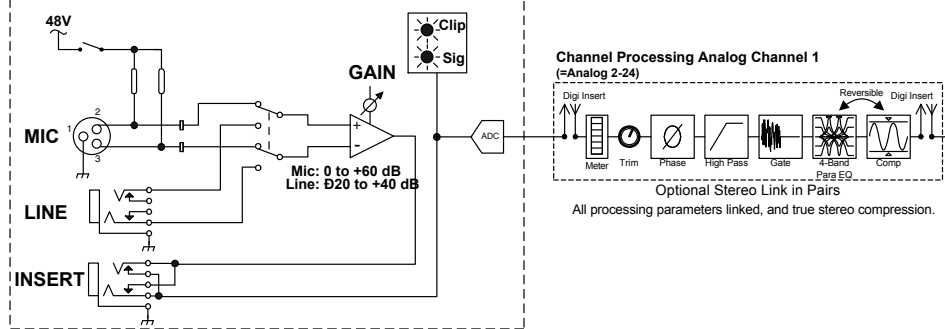 48V
Clip
Sig
GAIN
MIC
1
2
3
+
-
Mic: 0 to +60 dB
Line: Ð20 to +40 dB
LINE
INSERT
ADC
Channel Processing Analog Channel 1
(=Analog 2-24)
Digi Insert
Reversible
Digi Insert
Meter
Trim
Phase
High Pass
Gate
4-Band
Para EQ
Comp
Optional Stereo Link in Pairs
All processing parameters linked, and true stereo compression.